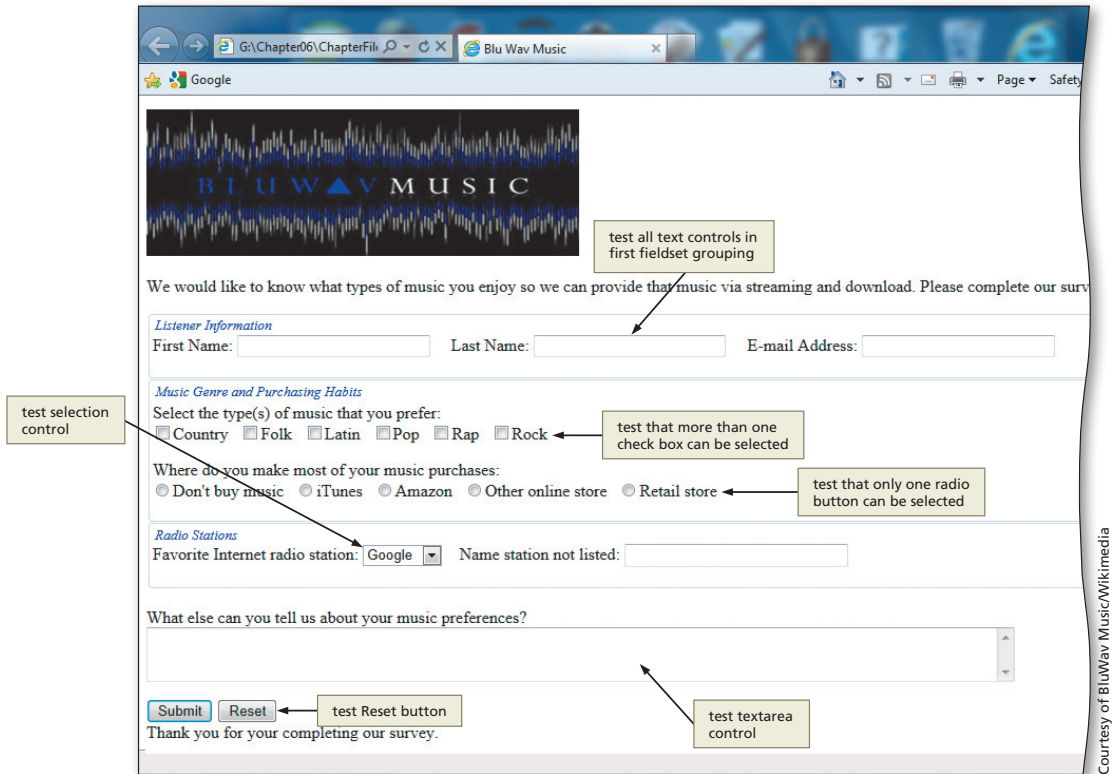 G:\Chapter06\ChapterFil
Blu Wav Music
Google
Page
Safety
BLUWAVMUSIC
test all text controls in
first fieldset grouping
We would like to know what types of music you enjoy so we can provide that music via streaming and download. Please complete our surv
Listener Information
First Name:
Last Name:
E-mail Address:
Music Genre and Purchasing Habits
Select the type(s) of music that you prefer:
test selection
control
Country Folk Latin Pop Rap Rock
test that more than one
check box can be selected
Where do you make most of your music purchases:
Don't buy music iTunes Amazon Other online store Retail store
test that only one radio
button can be selected
Radio Stations
Favorite Internet radio station: Google Name station not listed:
What else can you tell us about your music preferences?
Submit Reset
test Reset button
test textarea
control
Thank you for your completing our survey.
Courtesy of BluWav Music/Wikimedia